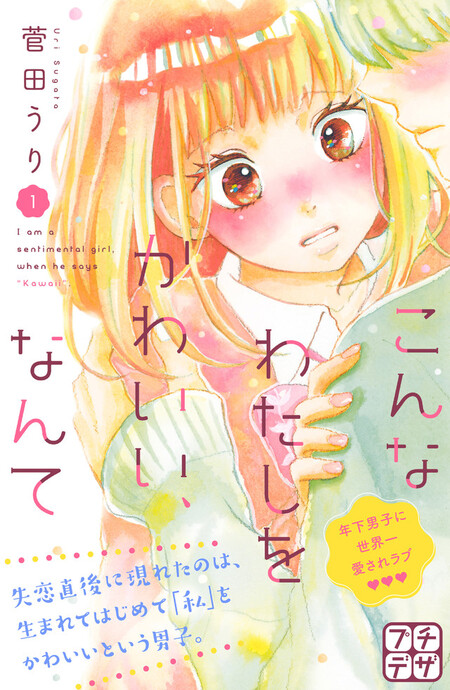 菅田うり
Uri Sugata
1
I am a
sentimental girl,
when he says
"Kawaii".
こんな
わたしを
かわいい、
なんて
年下男子に
世界一
愛されラブ
♥♥♥
失恋直後に現れたのは、
生まれてはじめて「私」を
かわいいという男子。
プチ
デザ